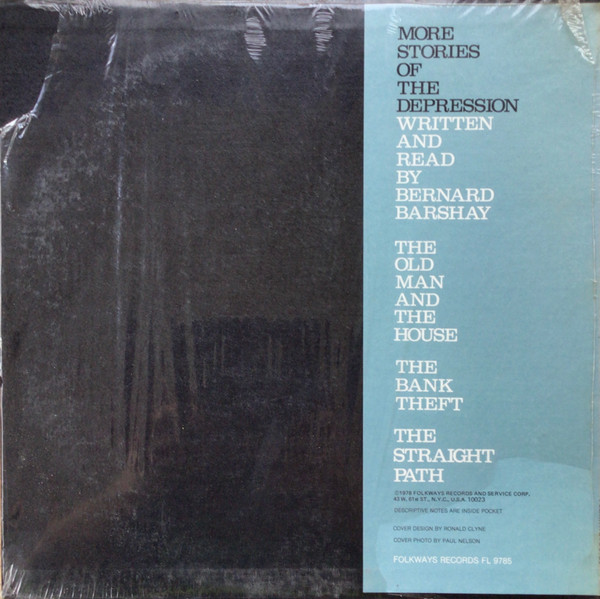 MORE
STORIES
OF
THE
DEPRESSION
WRITTEN
AND
READ
BY
BERNARD
BARSHAY
THE
OLD
MAN
AND
THE
HOUSE
THE
BANK
THEFT
THE
STRAIGHT
PATH
©1978 FOLKWAYS RECORDS AND SERVICE CORP.
43 W. 61st ST., N.Y.C., U.S.A. 10023
DESCRIPTIVE NOTES ARE INSIDE POCKET
COVER DESIGN BY RONALD CLYNE
COVER PHOTO BY PAUL NELSON
FOLKWAYS RECORDS FL 9785